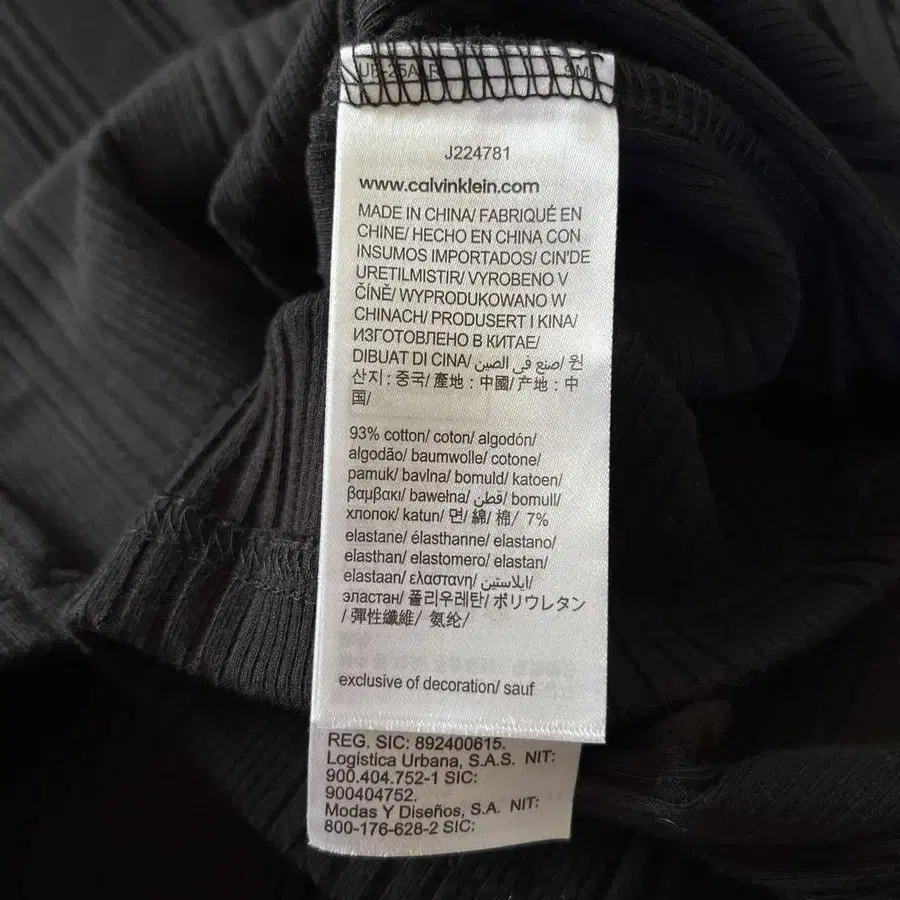 J224781
www.calvinklein.com
MADE IN CHINA/ FABRIQUÉ EN
CHINE/ HECHO EN CHINA CON
INSUMOS IMPORTADOS/ CIN'DE
URETILMISTIR/ VYROBENO V
ČÍNĚ/ WYPRODUKOWANO W
CHINACH/ PRODUSERT I KINA/
ИЗГОТОВЛЕНО В КИТАЕ/
DIBUAT DI CINA/ صنع في الصين/ 원
산지 : 중국/ 產地 : 中國/ 产地 : 中
国/
93% cotton/ coton/ algodón/
algodão/ baumwolle/ cotone/
pamuk/ bavlna/ bomuld/ katoen/
βαμβακι/ bawełna/ قطن/ bomull/
хлопок/ katun/ 면/ 綿/ 棉/ 7%
elastane/ élasthanne/ elastano/
elasthan/ elastomero/ elastan/
elastaan/ ελαστανη/ ايلاستين/
эластан/ 폴리우레탄/ ポリウレタン
/ 彈性纖維/ 氨纶/
exclusive of decoration/ sauf
REG. SIC: 892400615.
Logística Urbana, S.A.S. NIT:
900.404.752-1 SIC:
900404752.
Modas Y Diseños, S.A. NIT:
800-176-628-2 SIC: